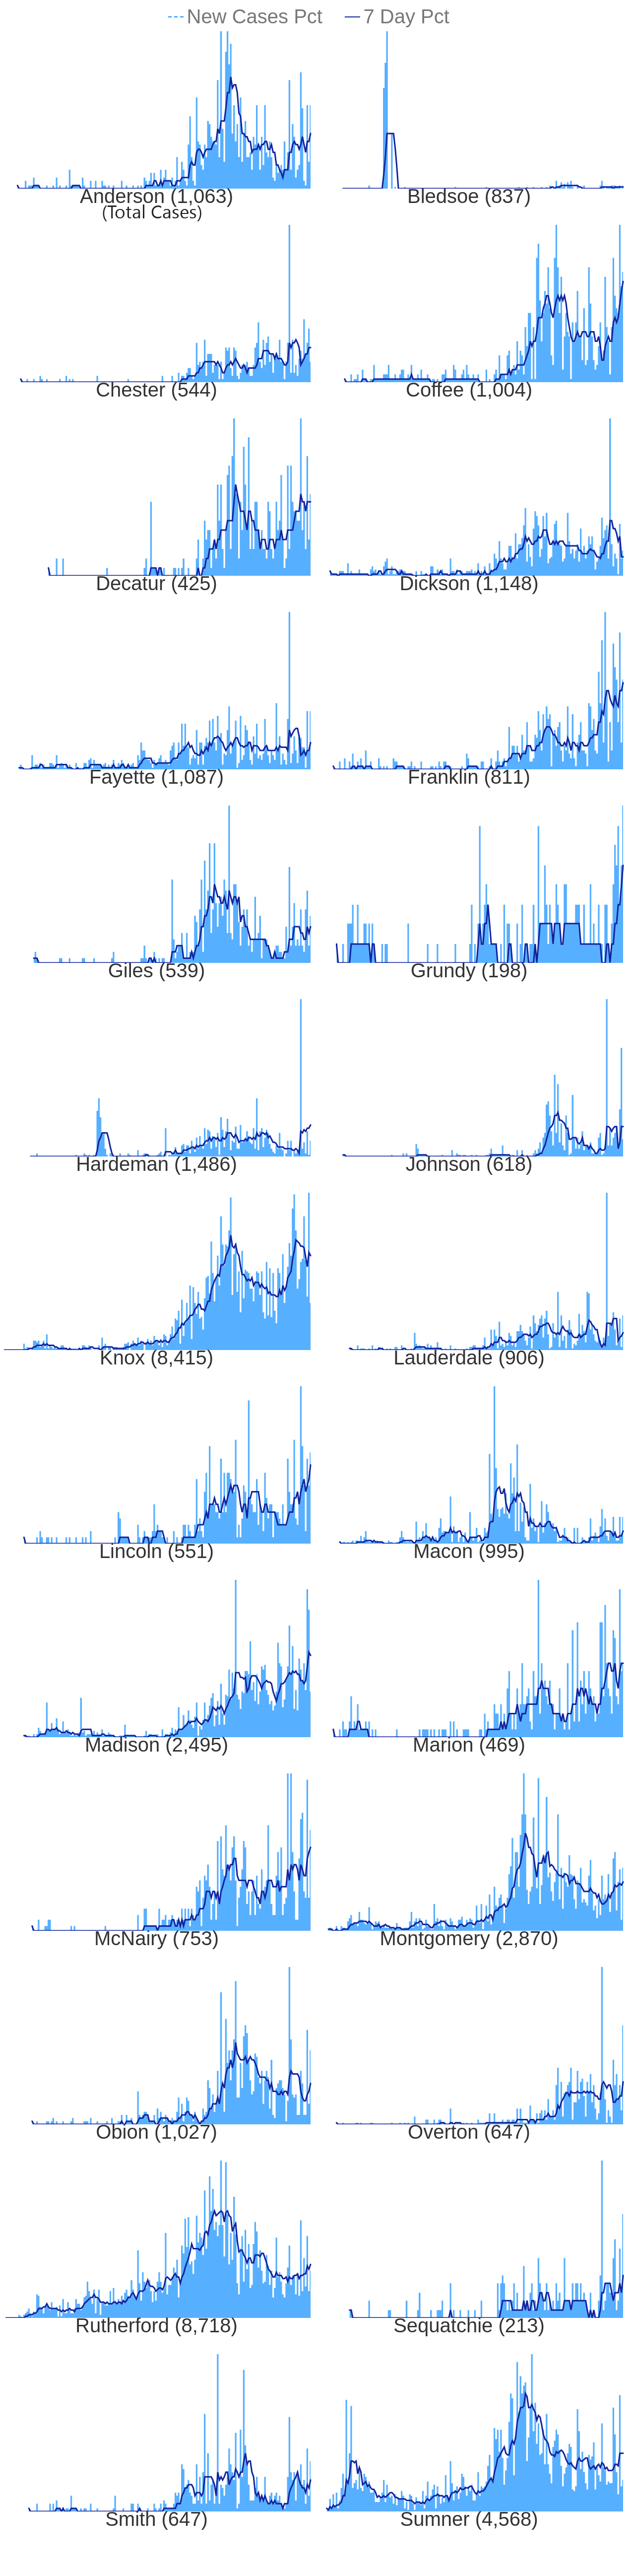 New Cases Pct 7 Day Pct
Anderson (1,063) Bledsoe (837)
(Total Cases)
Chester (544) Coffee (1,004)
Decatur (425) Dickson (1,148)
Fayette (1,087) Franklin (811)
Giles (539) Grundy (198)
Hardeman (1,486) Johnson (618)
Knox (8,415) Lauderdale (906)
Lincoln (551) Macon (995)
Madison (2,495) Marion (469)
McNairy (753) Montgomery (2,870)
Obion (1,027) Overton (647)
Rutherford (8,718) Sequatchie (213)
Smith (647) Sumner (4,568)